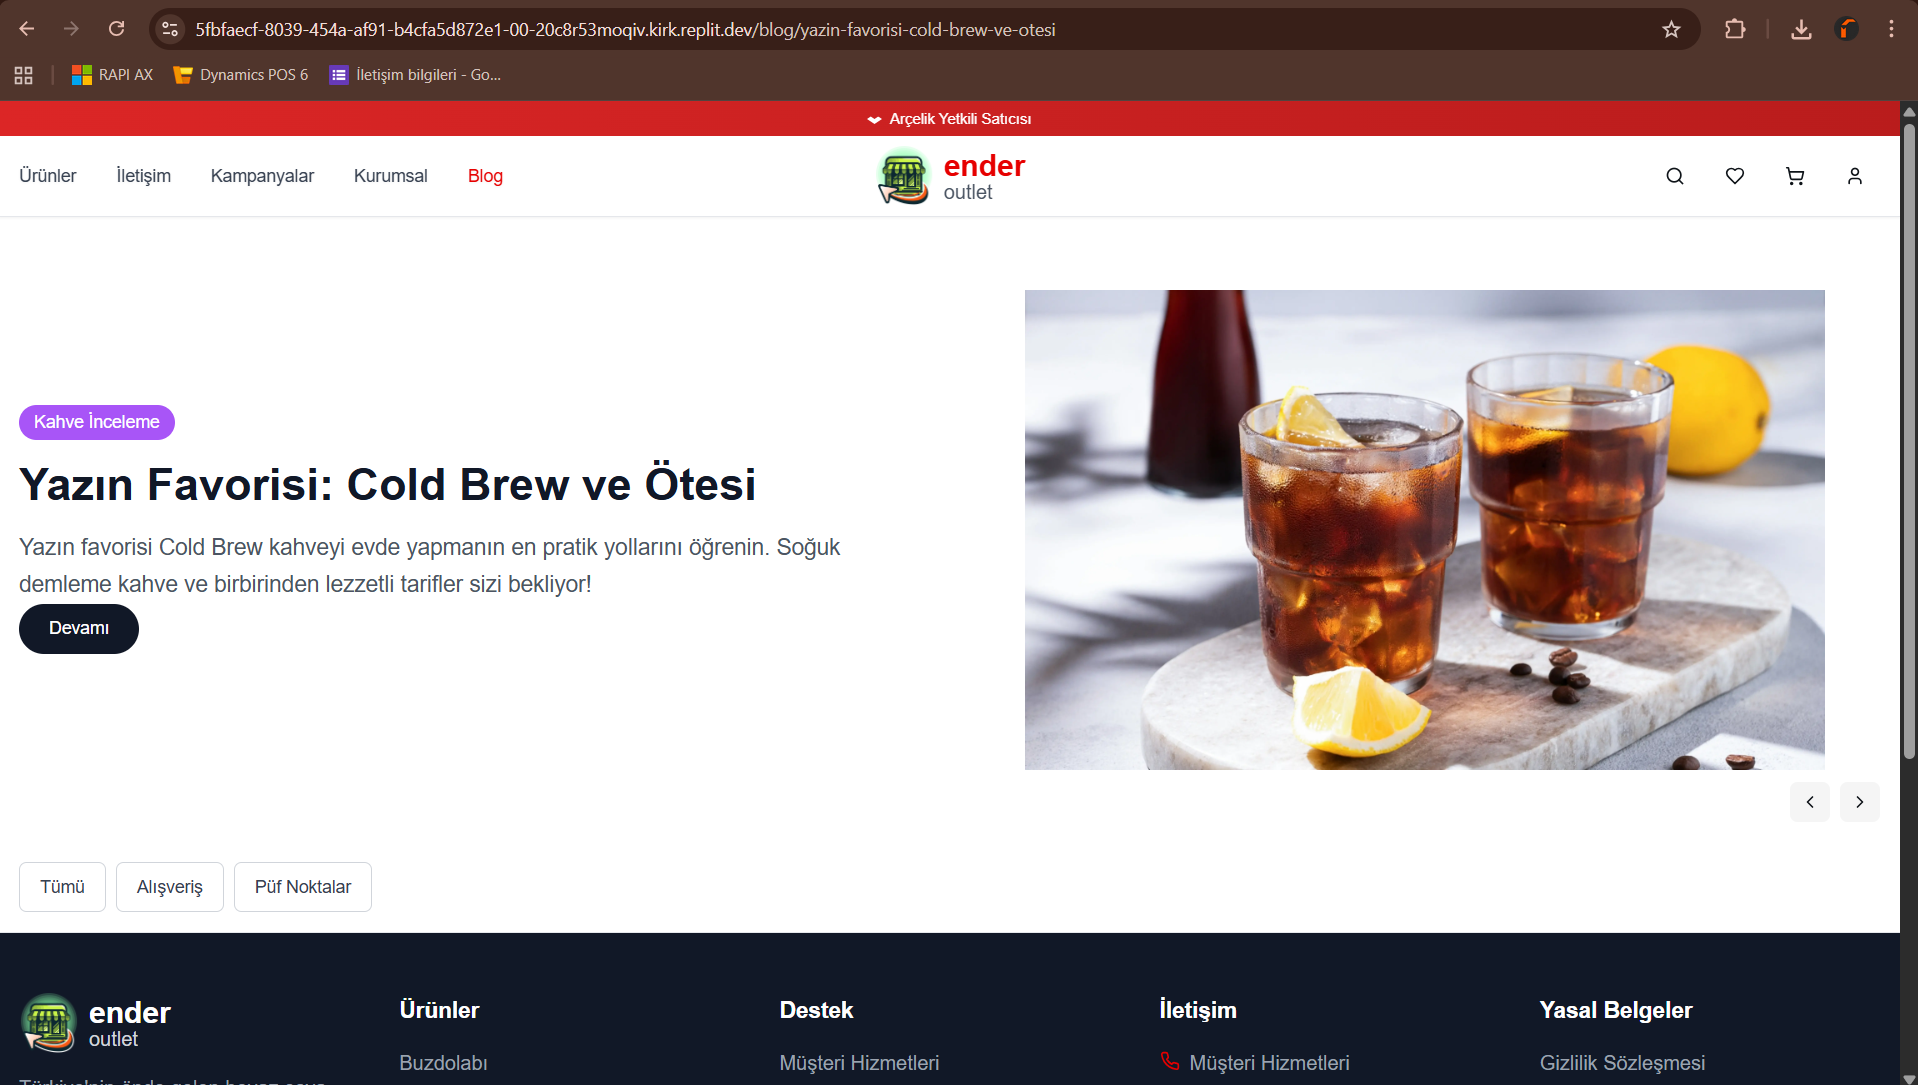 5fbfaecf-8039-454a-af91-b4cfa5d872e1-00-20c8r53moqiv.kirk.replit.dev/blog/yazin-favorisi-cold-brew-ve-otesi
RAPI AX
Dynamics POS 6
İletişim bilgileri - Go...
Arçelik Yetkili Satıcısı
Ürünler
İletişim
Kampanyalar
Kurumsal
Blog
ender
outlet
Kahve İnceleme
Yazın Favorisi: Cold Brew ve Ötesi
Yazın favorisi Cold Brew kahveyi evde yapmanın en pratik yollarını öğrenin. Soğuk
demleme kahve ve birbirinden lezzetli tarifler sizi bekliyor!
Devamı
Tümü
Alışveriş
Püf Noktalar
ender
outlet
Ürünler
Buzdolabı
Destek
Müşteri Hizmetleri
İletişim
Müşteri Hizmetleri
Yasal Belgeler
Gizlilik Sözleşmesi